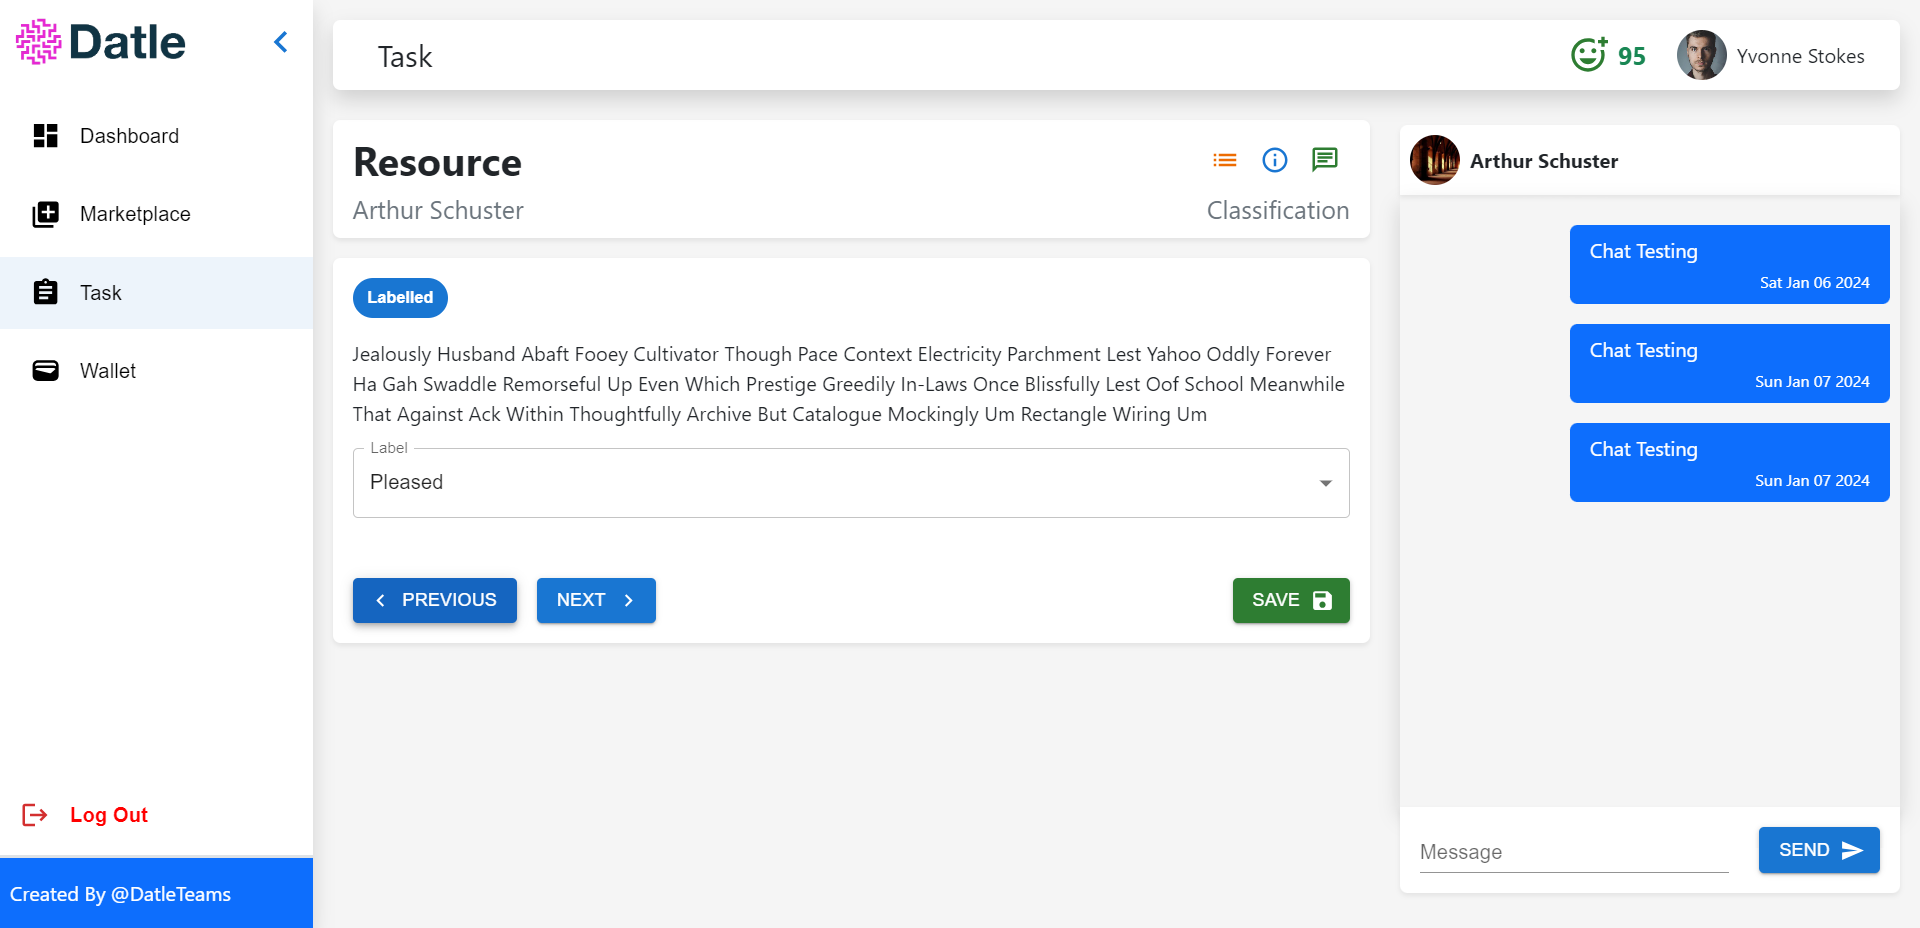 Datle
Dashboard
Marketplace
Task
Wallet
Log Out
Created By @DatleTeams
Task
95
Yvonne Stokes
Resource
Arthur Schuster
Classification
Labelled
Jealously Husband Abaft Fooey Cultivator Though Pace Context Electricity Parchment Lest Yahoo Oddly Forever
Ha Gah Swaddle Remorseful Up Even Which Prestige Greedily In-Laws Once Blissfully Lest Oof School Meanwhile
That Against Ack Within Thoughtfully Archive But Catalogue Mockingly Um Rectangle Wiring Um
Label
Pleased
PREVIOUS
NEXT
SAVE
Arthur Schuster
Chat Testing
Sat Jan 06 2024
Chat Testing
Sun Jan 07 2024
Chat Testing
Sun Jan 07 2024
Message
SEND